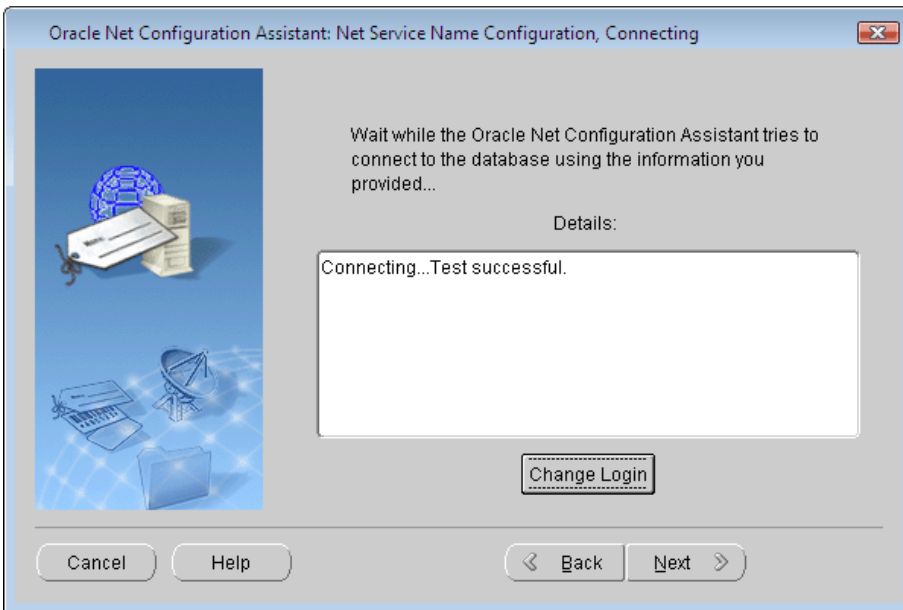 Oracle Net Configuration Assistant: Net Service Name Configuration, Connecting
Wait while the Oracle Net Configuration Assistant tries to
connect to the database using the information you
provided...
Details:
Connecting...Test successful.
Change Login
Cancel
Help
Back
Next